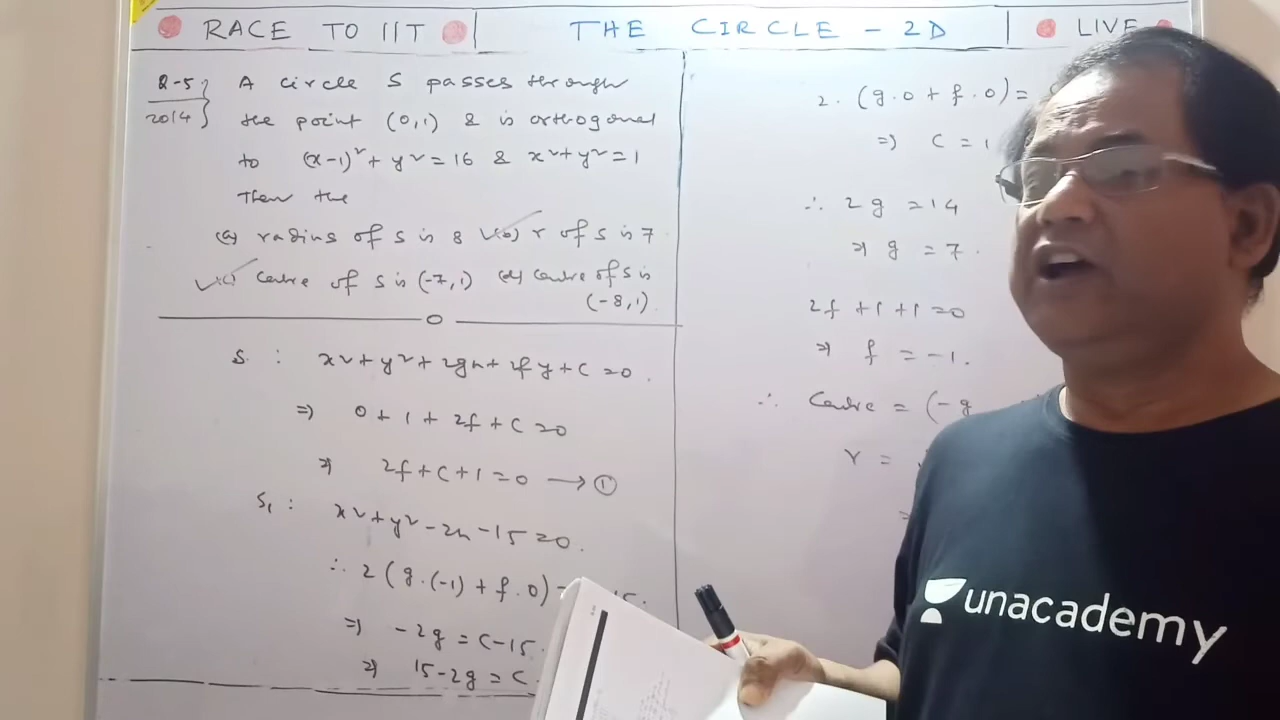 RACE TO IIT | THE CIRCLE - 2D | LIVE
Q-5 2014 } A circle S passes through
the point (0,1) & is orthogonal
to (x-1)² + y² = 16 & x²+y² = 1
Then the
(a) radius of S is 8 (b) r of S is 7
(c) Centre of S is (-7,1) (d) Centre of S is
(-8,1)
S : x²+y²+2gx+2fy+c=0.
⇒ 0+1+2f+c=0
⇒ 2f+c+1=0 → ①
S₁ : x²+y²-2x-15=0.
∴ 2(g.(-1)+f.0)= 15.
⇒ -2g = c-15.
⇒ 15-2g = c
2.(g.0+f.0)=
⇒ c = 1
∴ 2g = 14
⇒ g = 7.
2f+1+1=0
⇒ f = -1.
∴ Centre = (-g
r =
⇒
unacademy